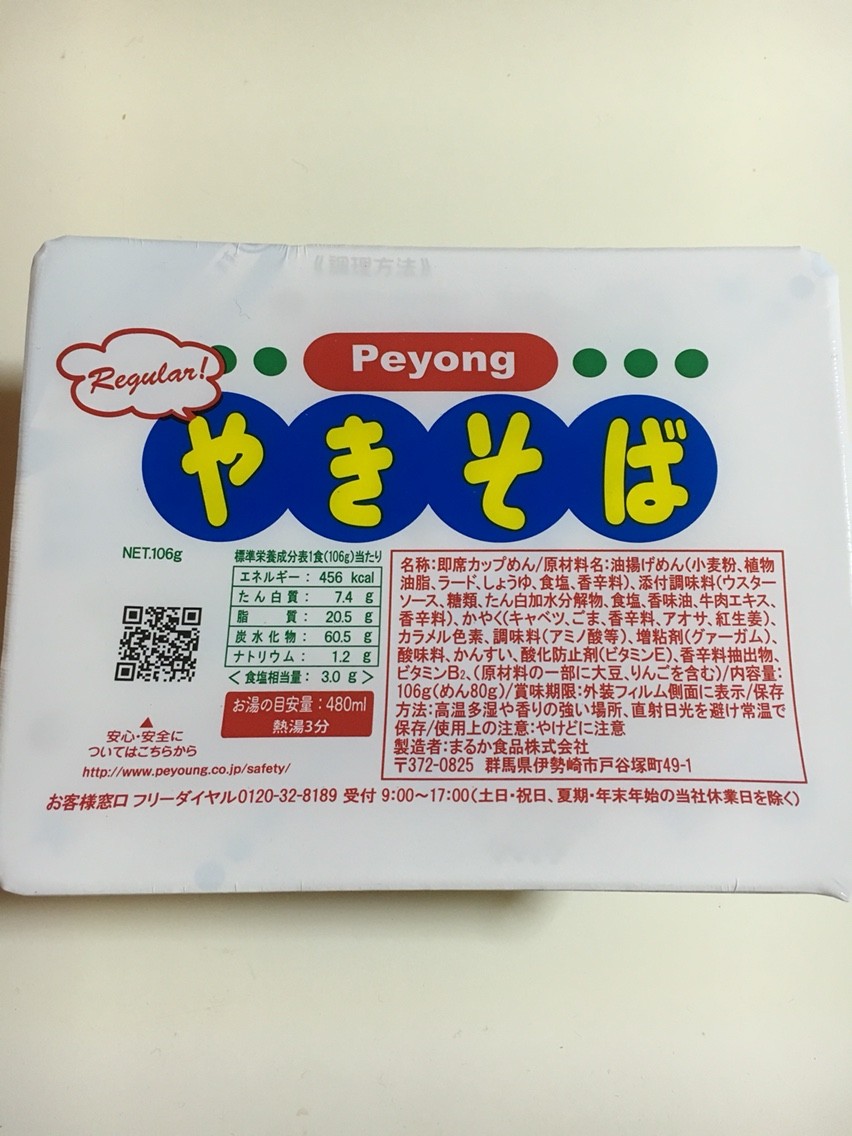 《調理方法》
Peyong
Regular!
やきそば
NET.106g
標準栄養成分表1食(106g)当たり
エネルギー: 456 kcal
たん白質: 7.4 g
脂質: 20.5 g
炭水化物: 60.5 g
ナトリウム: 1.2 g
<食塩相当量: 3.0 g>
お湯の目安量:480ml
熱湯3分
▲
安心・安全に
ついてはこちらから
http://www.peyoung.co.jp/safety/
名称:即席カップめん/原材料名:油揚げめん(小麦粉、植物
油脂、ラード、しょうゆ、食塩、香辛料)、添付調味料(ウスター
ソース、糖類、たん白加水分解物、食塩、香味油、牛肉エキス、
香辛料)、かやく(キャベツ、ごま、香辛料、アオサ、紅生姜)、
カラメル色素、調味料(アミノ酸等)、増粘剤(グァーガム)、
酸味料、かんすい、酸化防止剤(ビタミンE)、香辛料抽出物、
ビタミンB₂、(原材料の一部に大豆、りんごを含む)/内容量:
106g(めん80g)/賞味期限:外装フィルム側面に表示/保存
方法:高温多湿や香りの強い場所、直射日光を避け常温で
保存/使用上の注意:やけどに注意
製造者:まるか食品株式会社
〒372-0825 群馬県伊勢崎市戸谷塚町49-1
お客様窓口 フリーダイヤル0120-32-8189 受付 9:00〜17:00(土日・祝日、夏期・年末年始の当社休業日を除く)